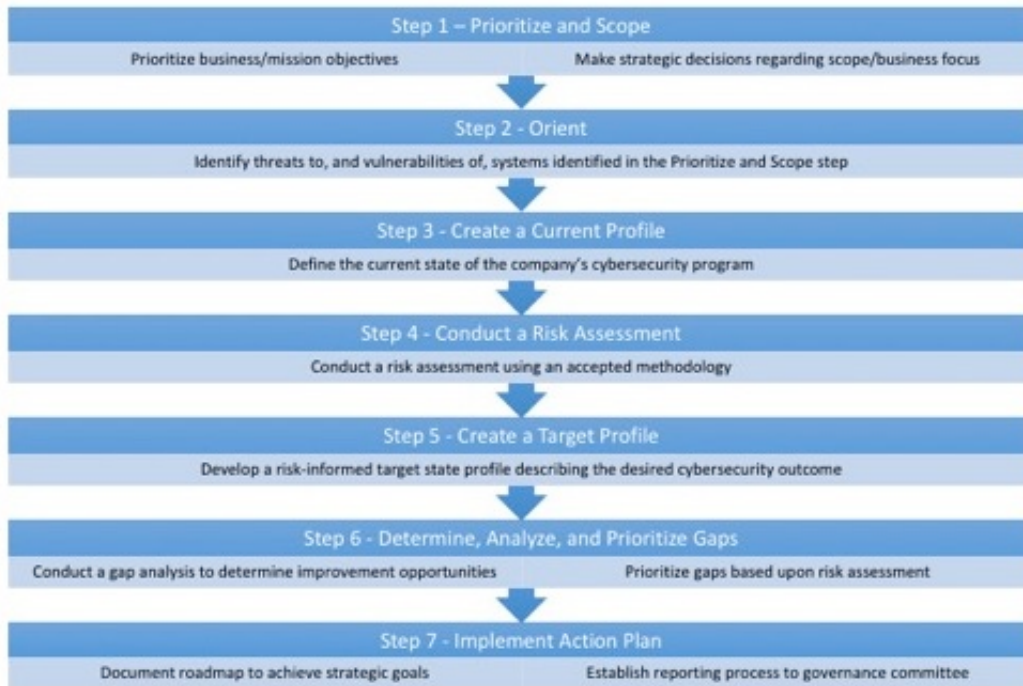 Step 1 – Prioritize and Scope
Prioritize business/mission objectives
Make strategic decisions regarding scope/business focus
Step 2 - Orient
Identify threats to, and vulnerabilities of, systems identified in the Prioritize and Scope step
Step 3 - Create a Current Profile
Define the current state of the company's cybersecurity program
Step 4 - Conduct a Risk Assessment
Conduct a risk assessment using an accepted methodology
Step 5 - Create a Target Profile
Develop a risk-informed target state profile describing the desired cybersecurity outcome
Step 6 - Determine, Analyze, and Prioritize Gaps
Conduct a gap analysis to determine improvement opportunities
Prioritize gaps based upon risk assessment
Step 7 - Implement Action Plan
Document roadmap to achieve strategic goals
Establish reporting process to governance committee